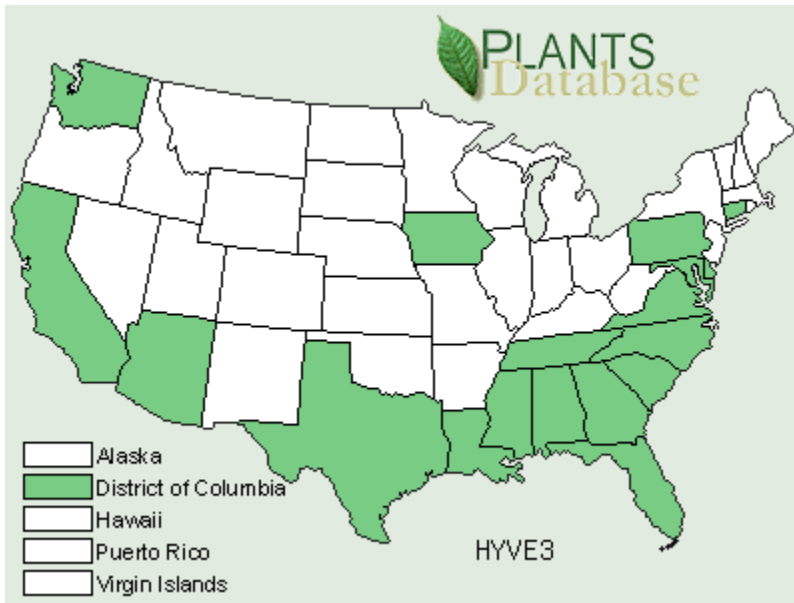 PLANTS
Database
Alaska
District of Columbia
Hawaii
Puerto Rico
Virgin Islands
HYVE3